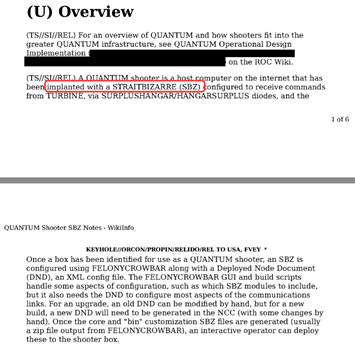 (U) Overview
(TS//SI//REL) For an overview of QUANTUM and how shooters fit into the
greater QUANTUM infrastructure, see QUANTUM Operational Design
Implementation (
on the ROC Wiki.
(TS//SI//REL) A QUANTUM shooter is a host computer on the internet that has
been implanted with a STRAITBIZARRE (SBZ) configured to receive commands
from TURBINE, via SURPLUSHANGAR/HANGARSURPLUS diodes, and the
1 of 6
QUANTUM Shooter SBZ Notes - WikiInfo
KEYHOLE//ORCON/PROPIN/RELIDO/REL TO USA, FVEY *
Once a box has been identified for use as a QUANTUM shooter, an SBZ is
configured using FELONYCROWBAR along with a Deployed Node Document
(DND), an XML config file. The FELONYCROWBAR GUI and build scripts
handle some aspects of configuration, such as which SBZ modules to include,
but it also needs the DND to configure most aspects of the communications
links. For an upgrade, an old DND can be modified by hand, but for a new
build, a new DND will need to be generated in the NCC (with some changes by
hand). Once the core and "bin" customization SBZ files are generated (usually
a zip file output from FELONYCROWBAR), an interactive operator can deploy
these to the shooter box.